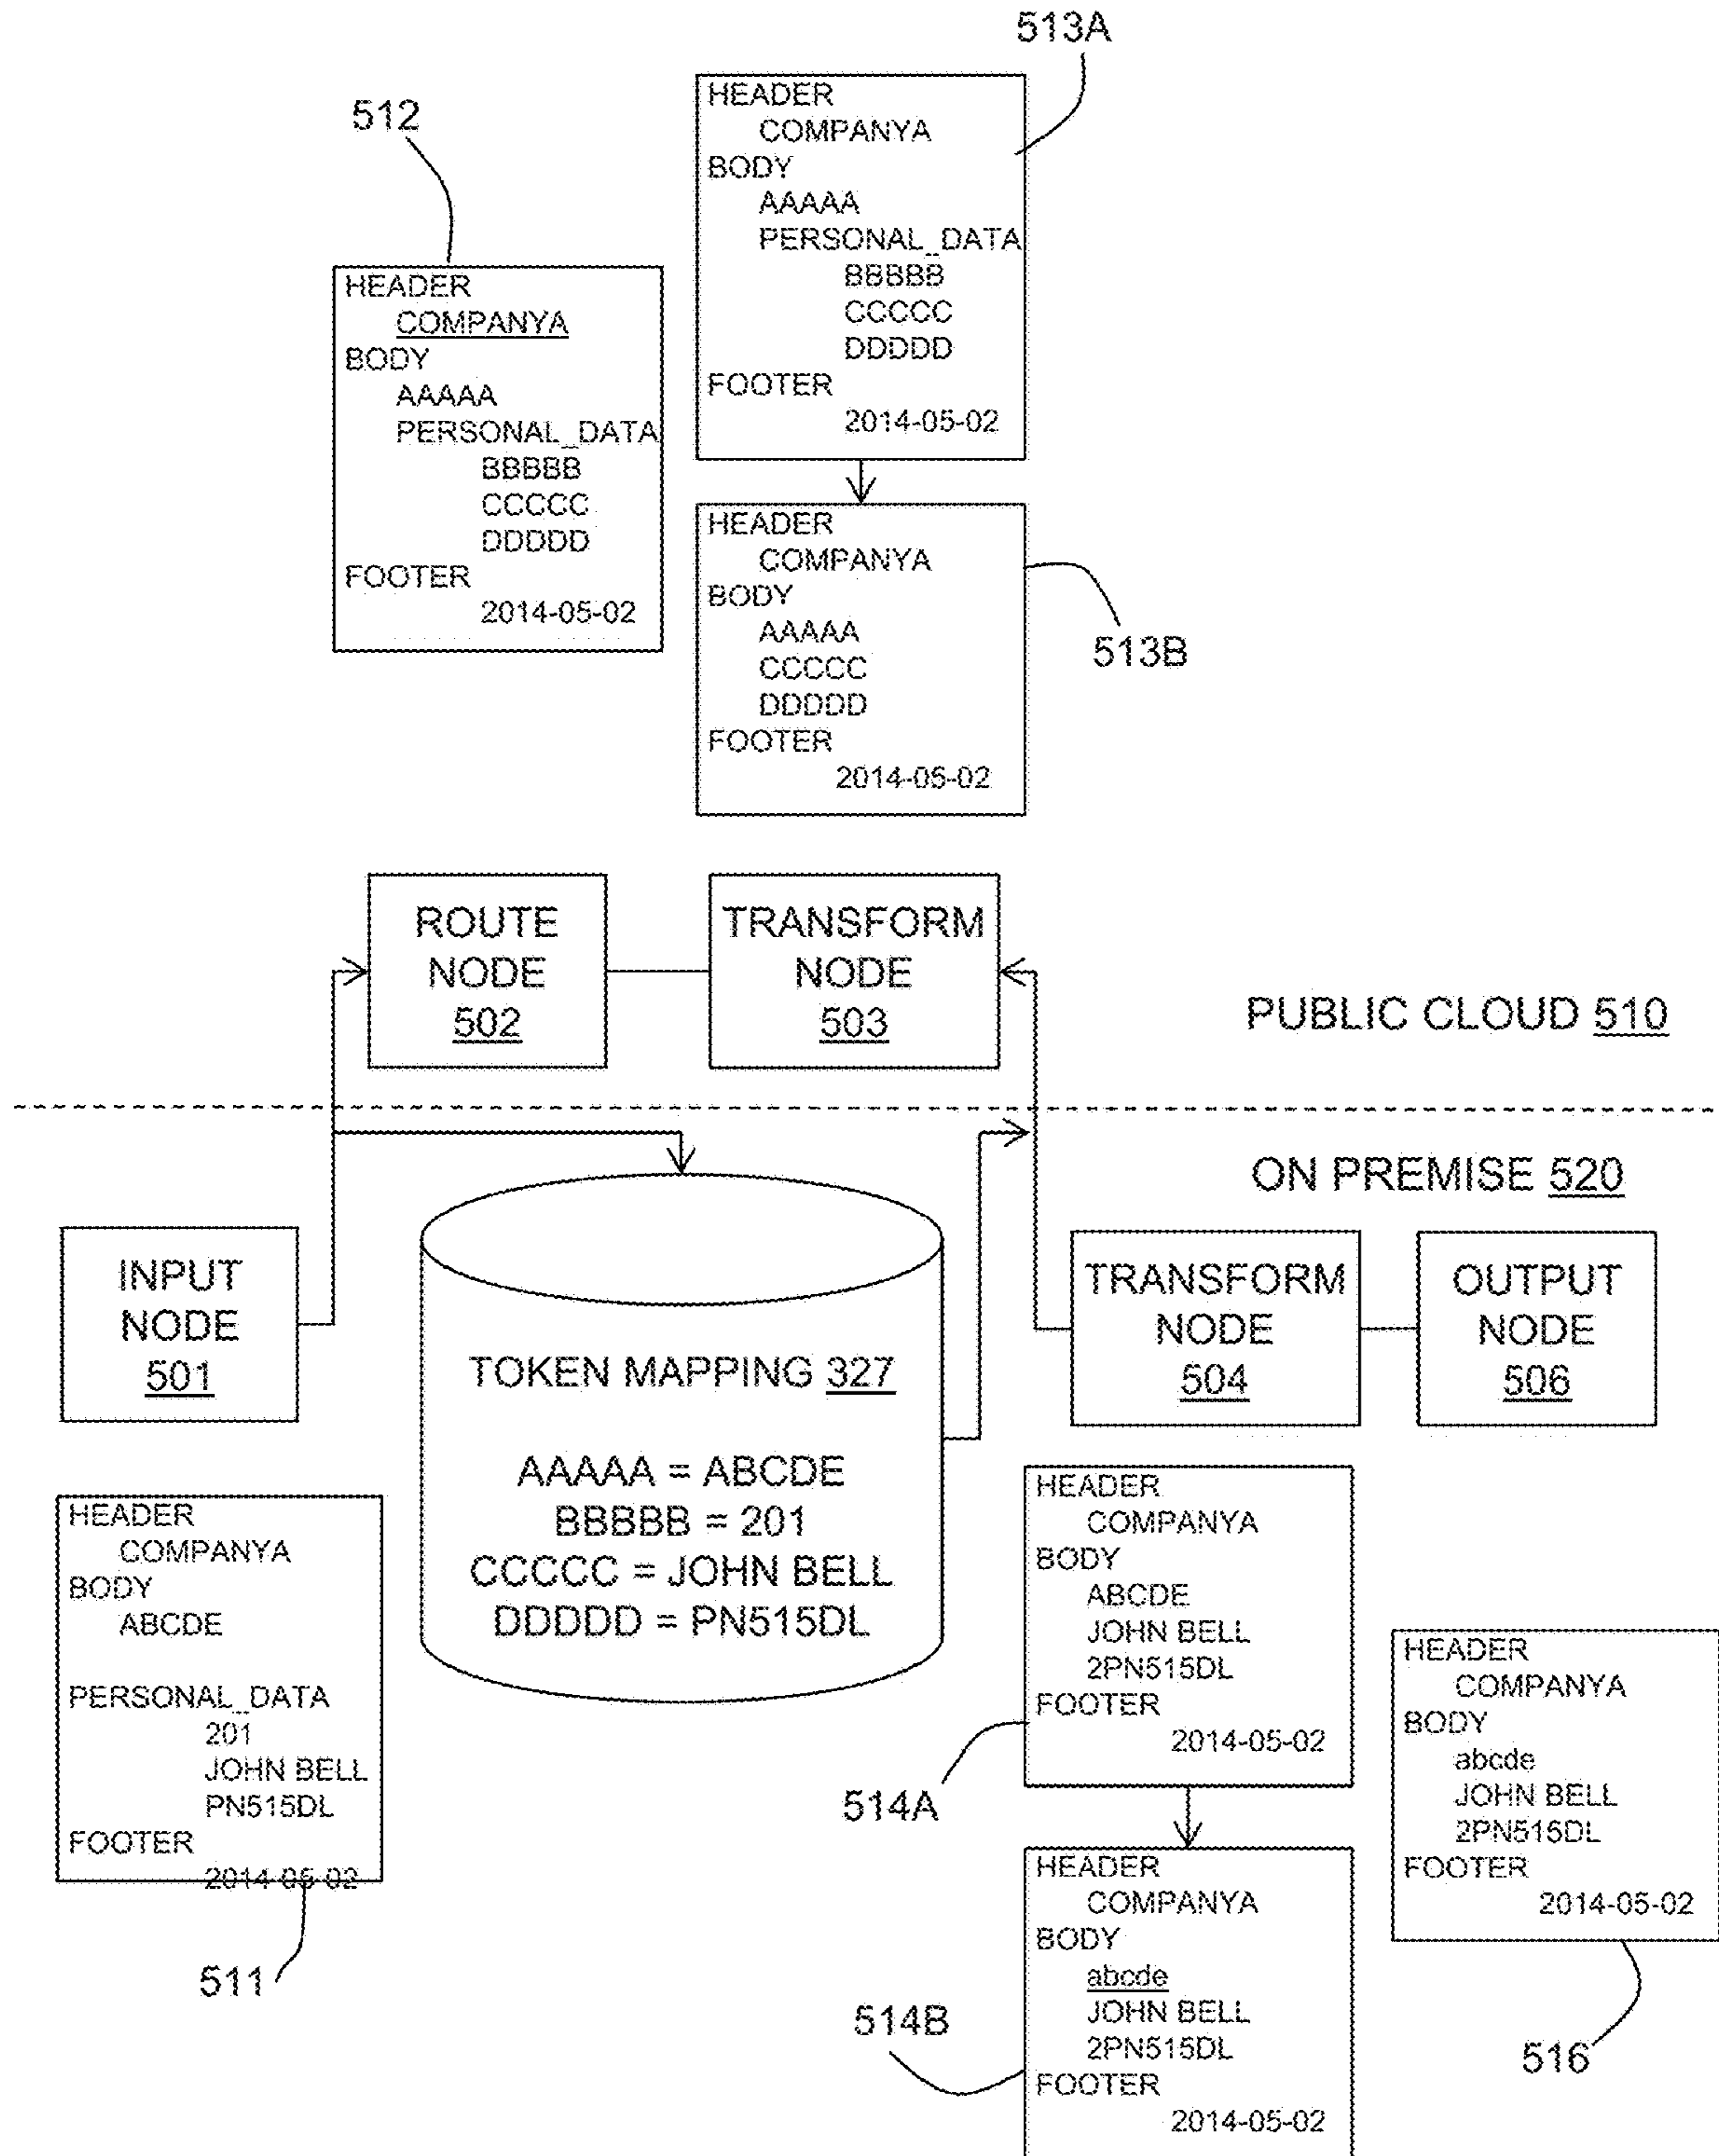 513A
HEADER
COMPANYA
BODY
AAAAA
PERSONAL_DATA
BBBBB
CCCCC
DDDDD
FOOTER
2014-05-02
512
HEADER
COMPANYA
BODY
AAAAA
PERSONAL_DATA
BBBBB
CCCCC
DDDDD
FOOTER
2014-05-02
HEADER
COMPANYA
BODY
AAAAA
CCCCC
DDDDD
FOOTER
2014-05-02
513B
ROUTE
NODE
502
TRANSFORM
NODE
503
PUBLIC CLOUD 510
ON PREMISE 520
INPUT
NODE
501
TOKEN MAPPING 327
AAAAA = ABCDE
BBBBB = 201
CCCCC = JOHN BELL
DDDDD = PN515DL
TRANSFORM
NODE
504
OUTPUT
NODE
506
HEADER
COMPANYA
BODY
ABCDE
PERSONAL_DATA
201
JOHN BELL
PN515DL
FOOTER
2014-05-02
511
HEADER
COMPANYA
BODY
ABCDE
JOHN BELL
2PN515DL
FOOTER
2014-05-02
514A
HEADER
COMPANYA
BODY
abcde
JOHN BELL
2PN515DL
FOOTER
2014-05-02
514B
HEADER
COMPANYA
BODY
abcde
JOHN BELL
2PN515DL
FOOTER
2014-05-02
516